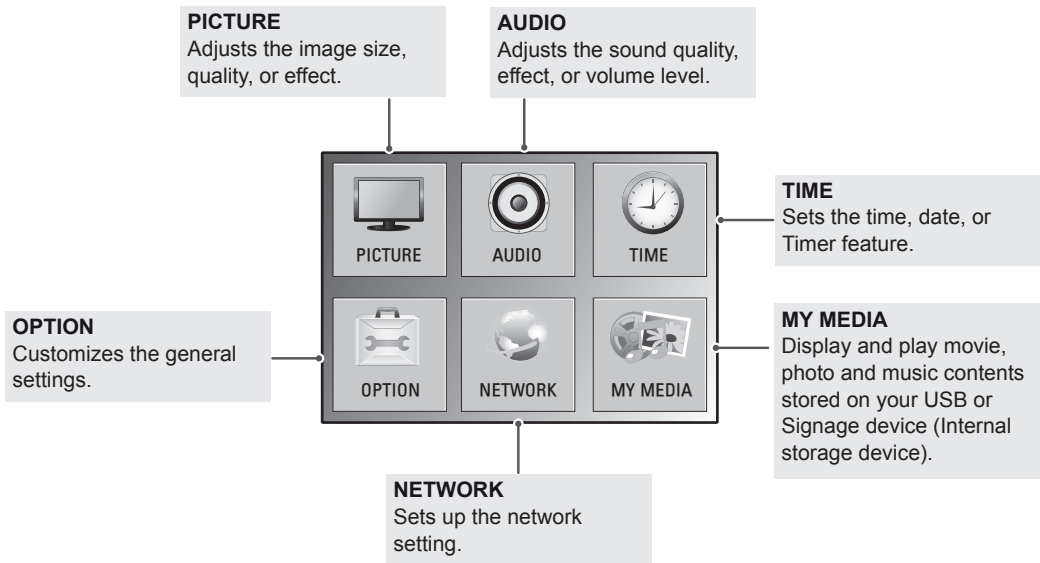 PICTURE
Adjusts the image size,
quality, or effect.
AUDIO
Adjusts the sound quality,
effect, or volume level.
PICTURE
AUDIO
TIME
TIME
Sets the time, date, or
Timer feature.
OPTION
Customizes the general
settings.
OPTION
NETWORK
MY MEDIA
MY MEDIA
Display and play movie,
photo and music contents
stored on your USB or
Signage device (Internal
storage device).
NETWORK
Sets up the network
setting.